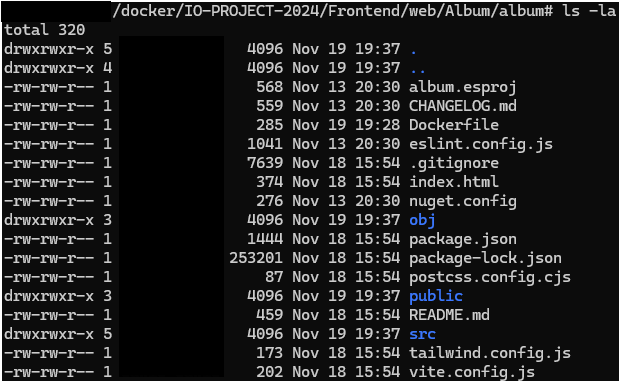 /docker/IO-PROJECT-2024/Frontend/web/Album/album# ls -la
total 320
drwxrwxr-x 5 4096 Nov 19 19:37 .
drwxrwxr-x 4 4096 Nov 19 19:37 ..
-rw-rw-r-- 1 568 Nov 13 20:30 album.esproj
-rw-rw-r-- 1 559 Nov 13 20:30 CHANGELOG.md
-rw-rw-r-- 1 285 Nov 19 19:28 Dockerfile
-rw-rw-r-- 1 1041 Nov 13 20:30 eslint.config.js
-rw-rw-r-- 1 7639 Nov 18 15:54 .gitignore
-rw-rw-r-- 1 374 Nov 18 15:54 index.html
-rw-rw-r-- 1 276 Nov 13 20:30 nuget.config
drwxrwxr-x 3 4096 Nov 19 19:37 obj
-rw-rw-r-- 1 1444 Nov 18 15:54 package.json
-rw-rw-r-- 1 253201 Nov 18 15:54 package-lock.json
-rw-rw-r-- 1 87 Nov 18 15:54 postcss.config.cjs
drwxrwxr-x 3 4096 Nov 19 19:37 public
-rw-rw-r-- 1 459 Nov 18 15:54 README.md
drwxrwxr-x 5 4096 Nov 19 19:37 src
-rw-rw-r-- 1 173 Nov 18 15:54 tailwind.config.js
-rw-rw-r-- 1 202 Nov 18 15:54 vite.config.js